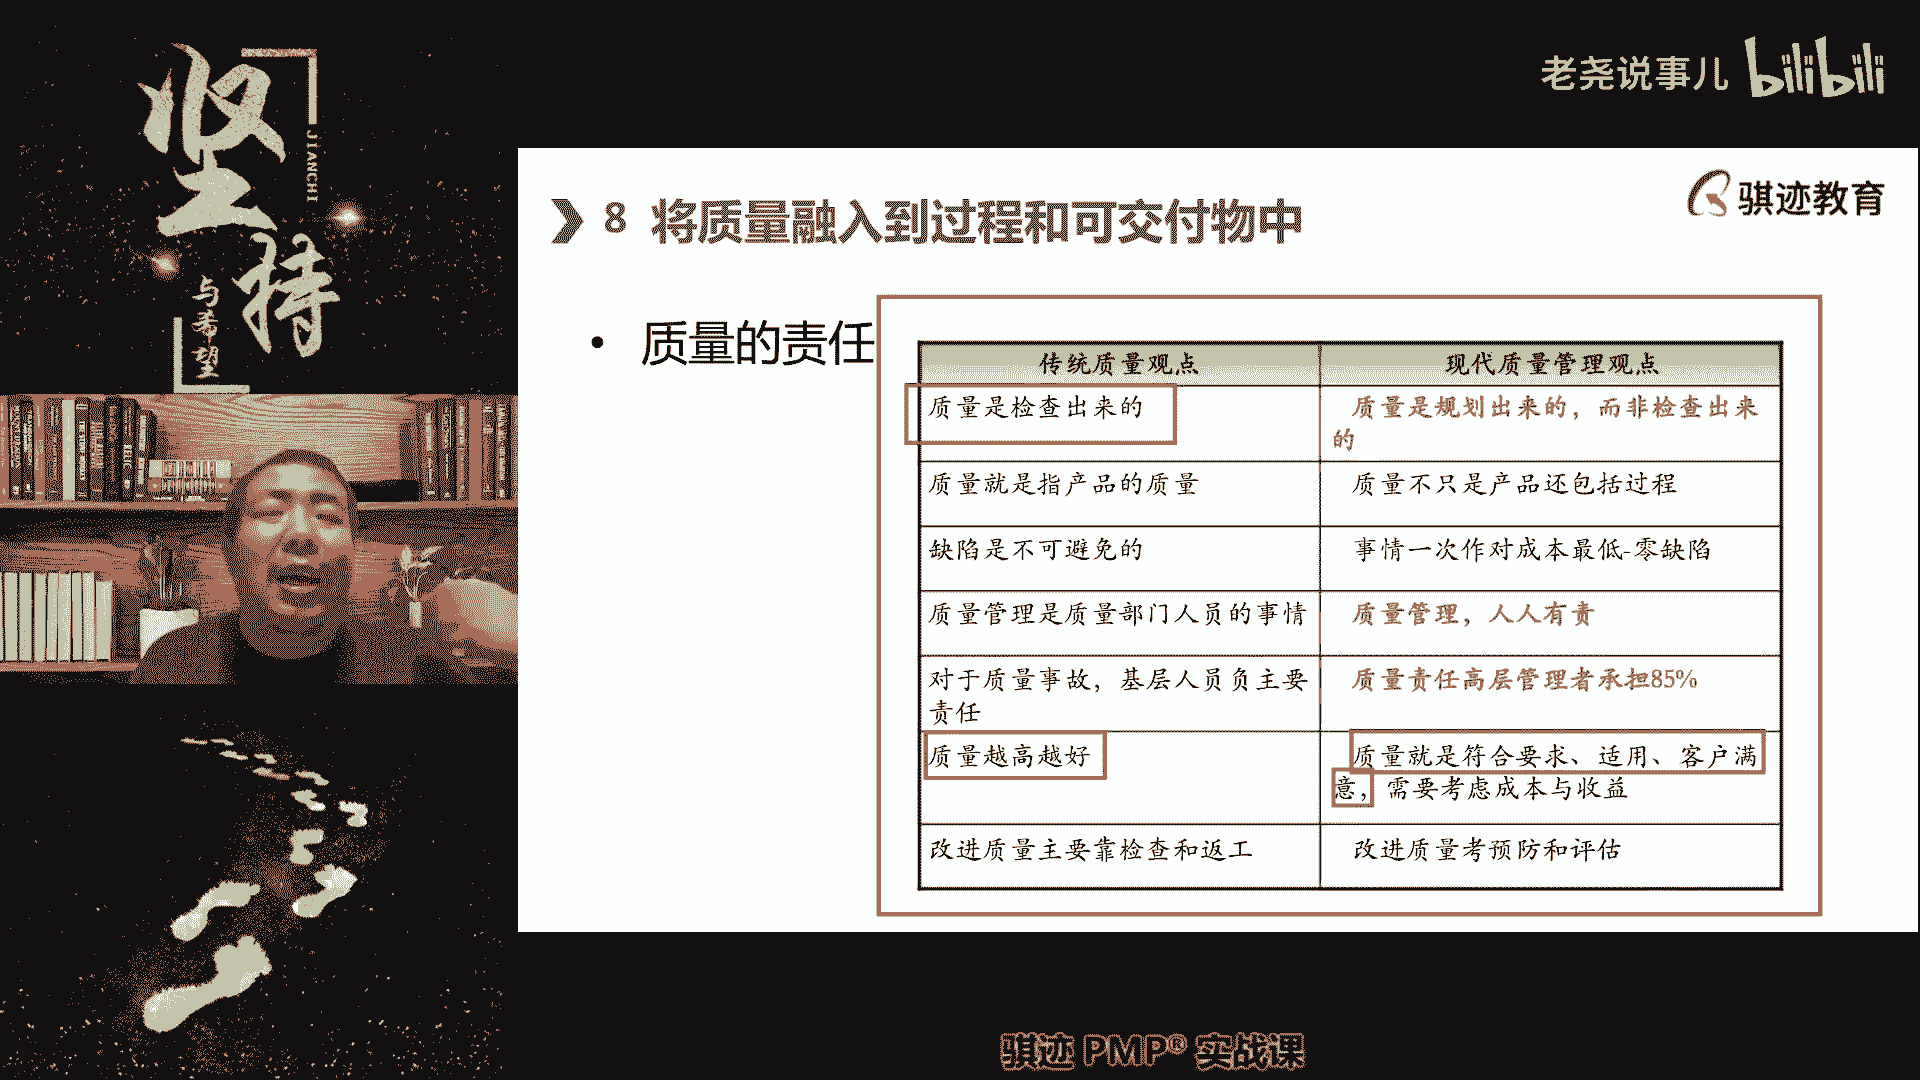 坚持
JIANCHI
与希望
老尧说事儿 bilibili
骐迹教育
8 将质量融入到过程和可交付物中
• 质量的责任
传统质量观点
现代质量管理观点
质量是检查出来的
质量是规划出来的，而非检查出来
的
质量就是指产品的质量
质量不只是产品还包括过程
缺陷是不可避免的
事情一次作对成本最低-零缺陷
质量管理是质量部门人员的事情
质量管理，人人有责
对于质量事故，基层人员负主要
责任
质量责任高层管理者承担85%
质量越高越好
质量就是符合要求、适用、客户满
意，需要考虑成本与收益
改进质量主要靠检查和返工
改进质量考预防和评估
骐迹 PMP® 实战课